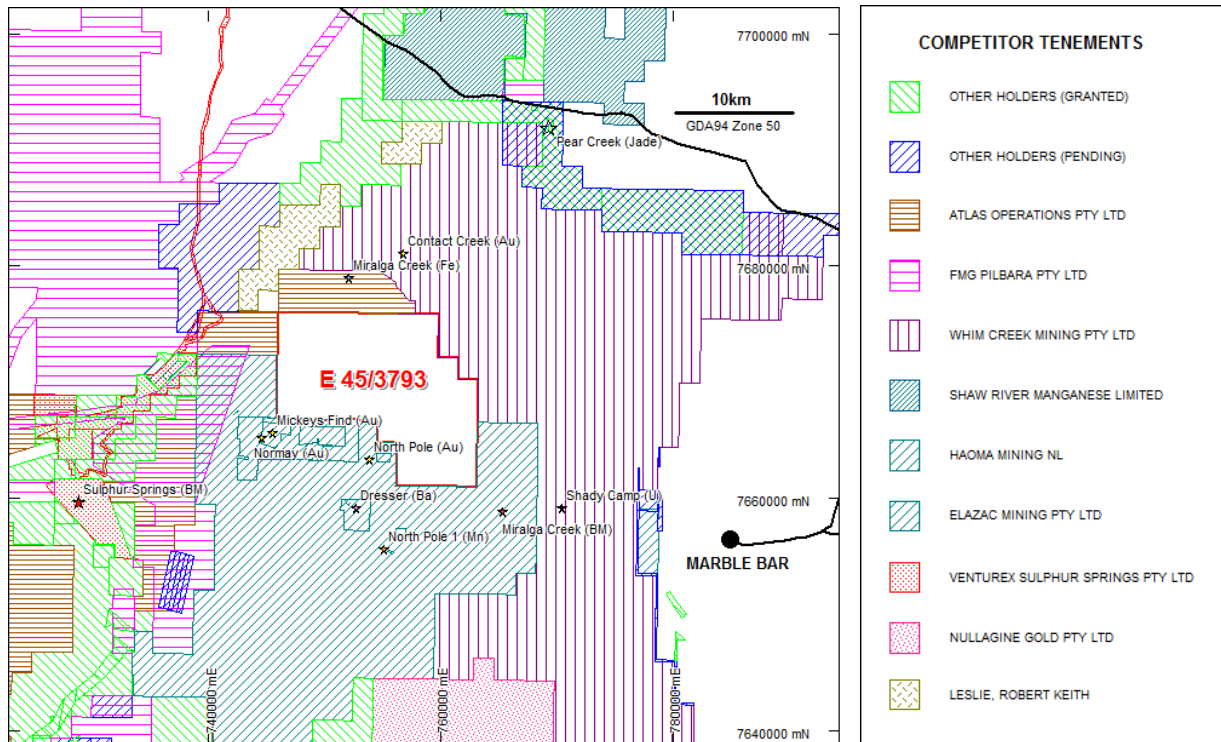 7700000 mN
10km
GDA94 Zone 50
Pear Creek (Jade)
Contact Creek (Au)
Miralga Creek (Fe)
7680000 mN
E 45/3793
Mickeys Find (Au)
Normay (Au)
North Pole (Au)
Sulphur Springs (BM)
Dresser (Ba)
Shady Camp (U)
7660000 mN
Miralga Creek (BM)
North Pole 1 (Mn)
MARBLE BAR
740000 mE
760000 mE
780000 mE
7640000 mN
COMPETITOR TENEMENTS
OTHER HOLDERS (GRANTED)
OTHER HOLDERS (PENDING)
ATLAS OPERATIONS PTY LTD
FMG PILBARA PTY LTD
WHIM CREEK MINING PTY LTD
SHAW RIVER MANGANESE LIMITED
HAOMA MINING NL
ELAZAC MINING PTY LTD
VENTUREX SULPHUR SPRINGS PTY LTD
NULLAGINE GOLD PTY LTD
LESLIE, ROBERT KEITH